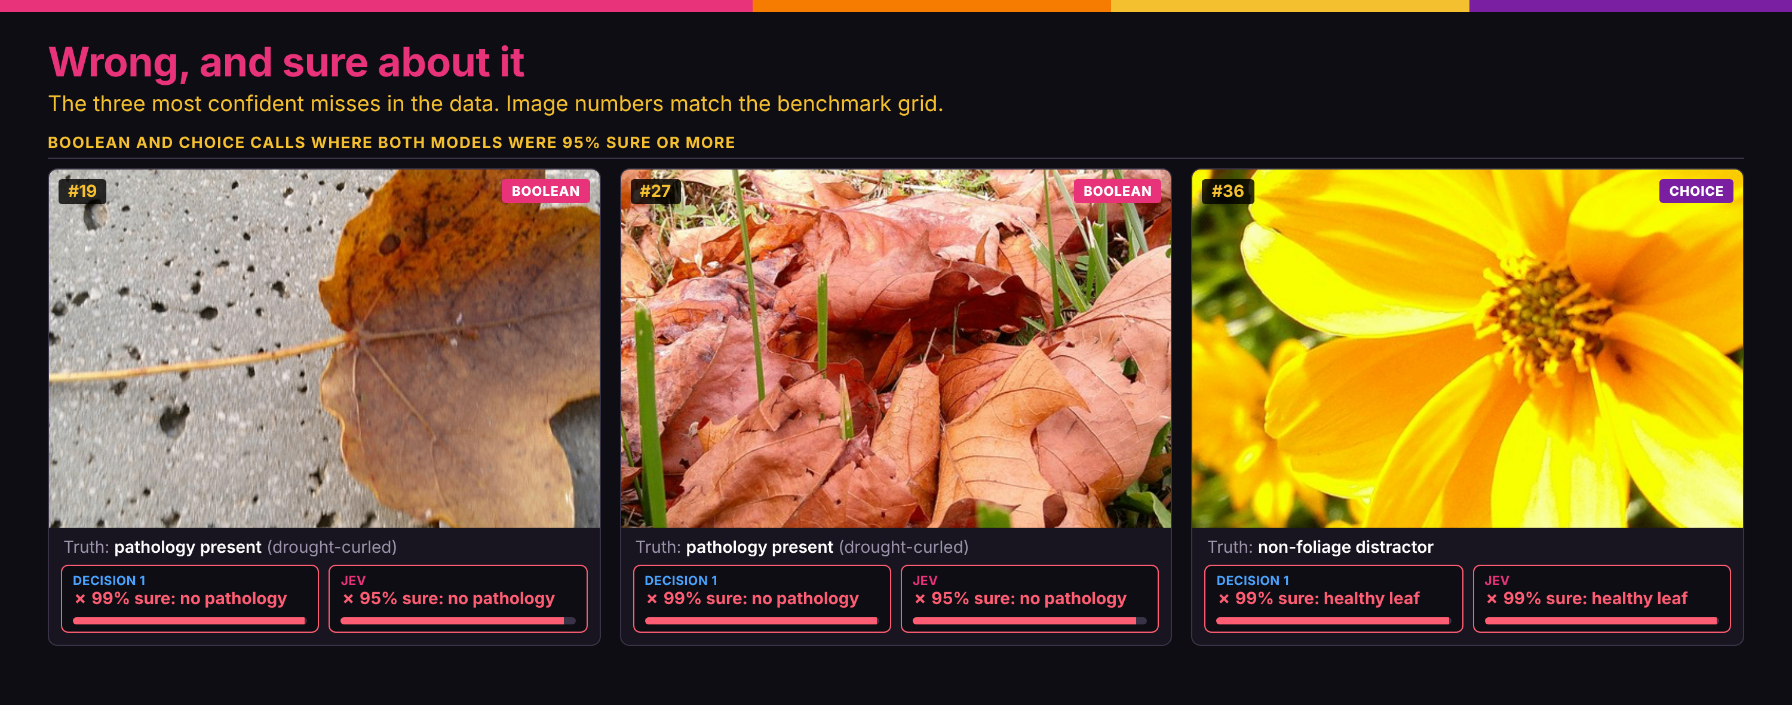 Wrong, and sure about it
The three most confident misses in the data. Image numbers match the benchmark grid.
BOOLEAN AND CHOICE CALLS WHERE BOTH MODELS WERE 95% SURE OR MORE
#19
BOOLEAN
Truth: pathology present (drought-curled)
DECISION 1
× 99% sure: no pathology
JEV
× 95% sure: no pathology
#27
BOOLEAN
Truth: pathology present (drought-curled)
DECISION 1
× 99% sure: no pathology
JEV
× 95% sure: no pathology
#36
CHOICE
Truth: non-foliage distractor
DECISION 1
× 99% sure: healthy leaf
JEV
× 99% sure: healthy leaf